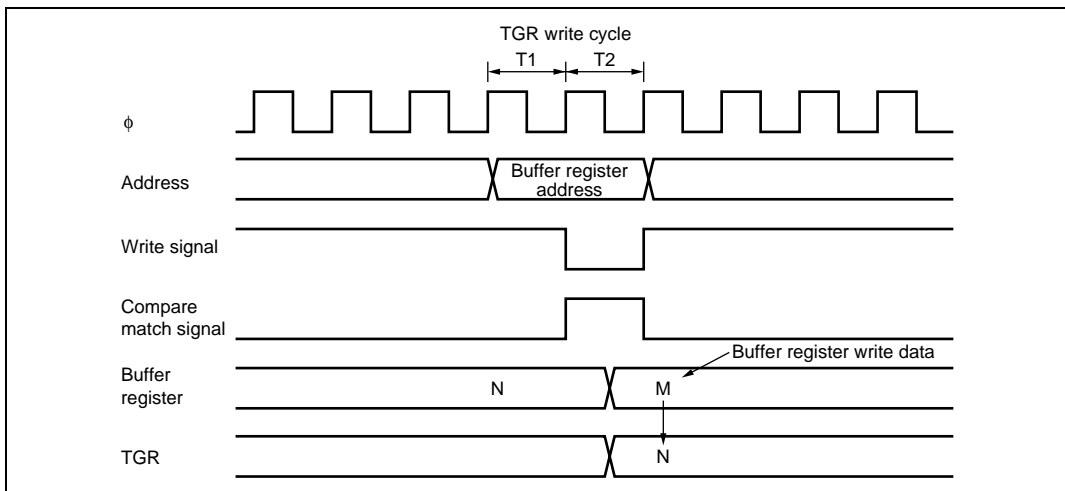 TGR write cycle
T1 T2
ϕ
Address
Buffer register
address
Write signal
Compare
match signal
Buffer register write data
Buffer
register
N M
TGR
N